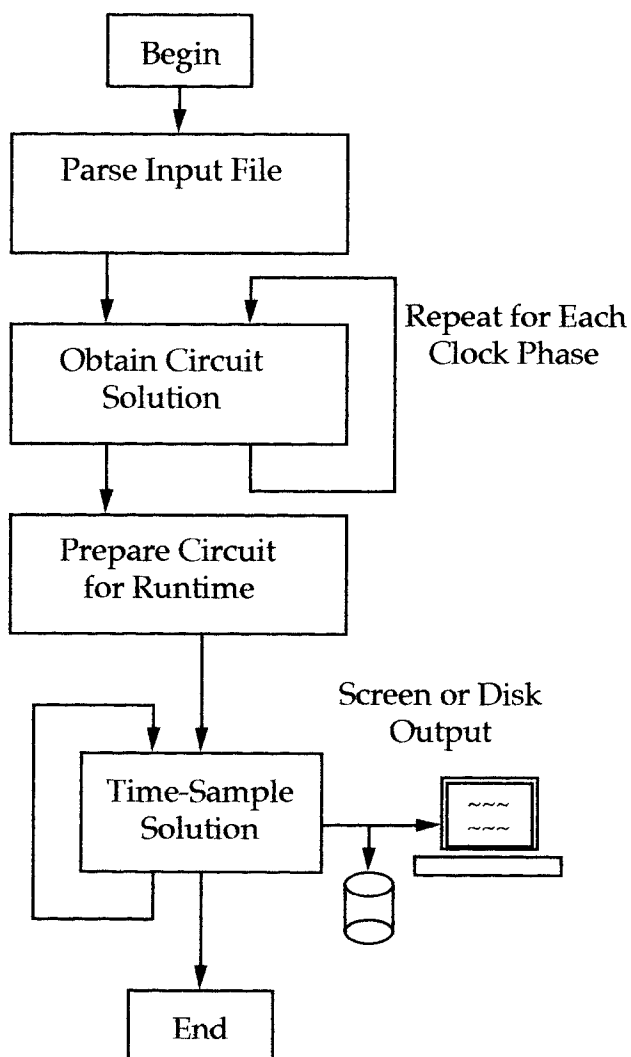 Begin
Parse Input File
Repeat for Each
Clock Phase
Obtain Circuit
Solution
Prepare Circuit
for Runtime
Screen or Disk
Output
Time-Sample
Solution
~~~
~~~
End